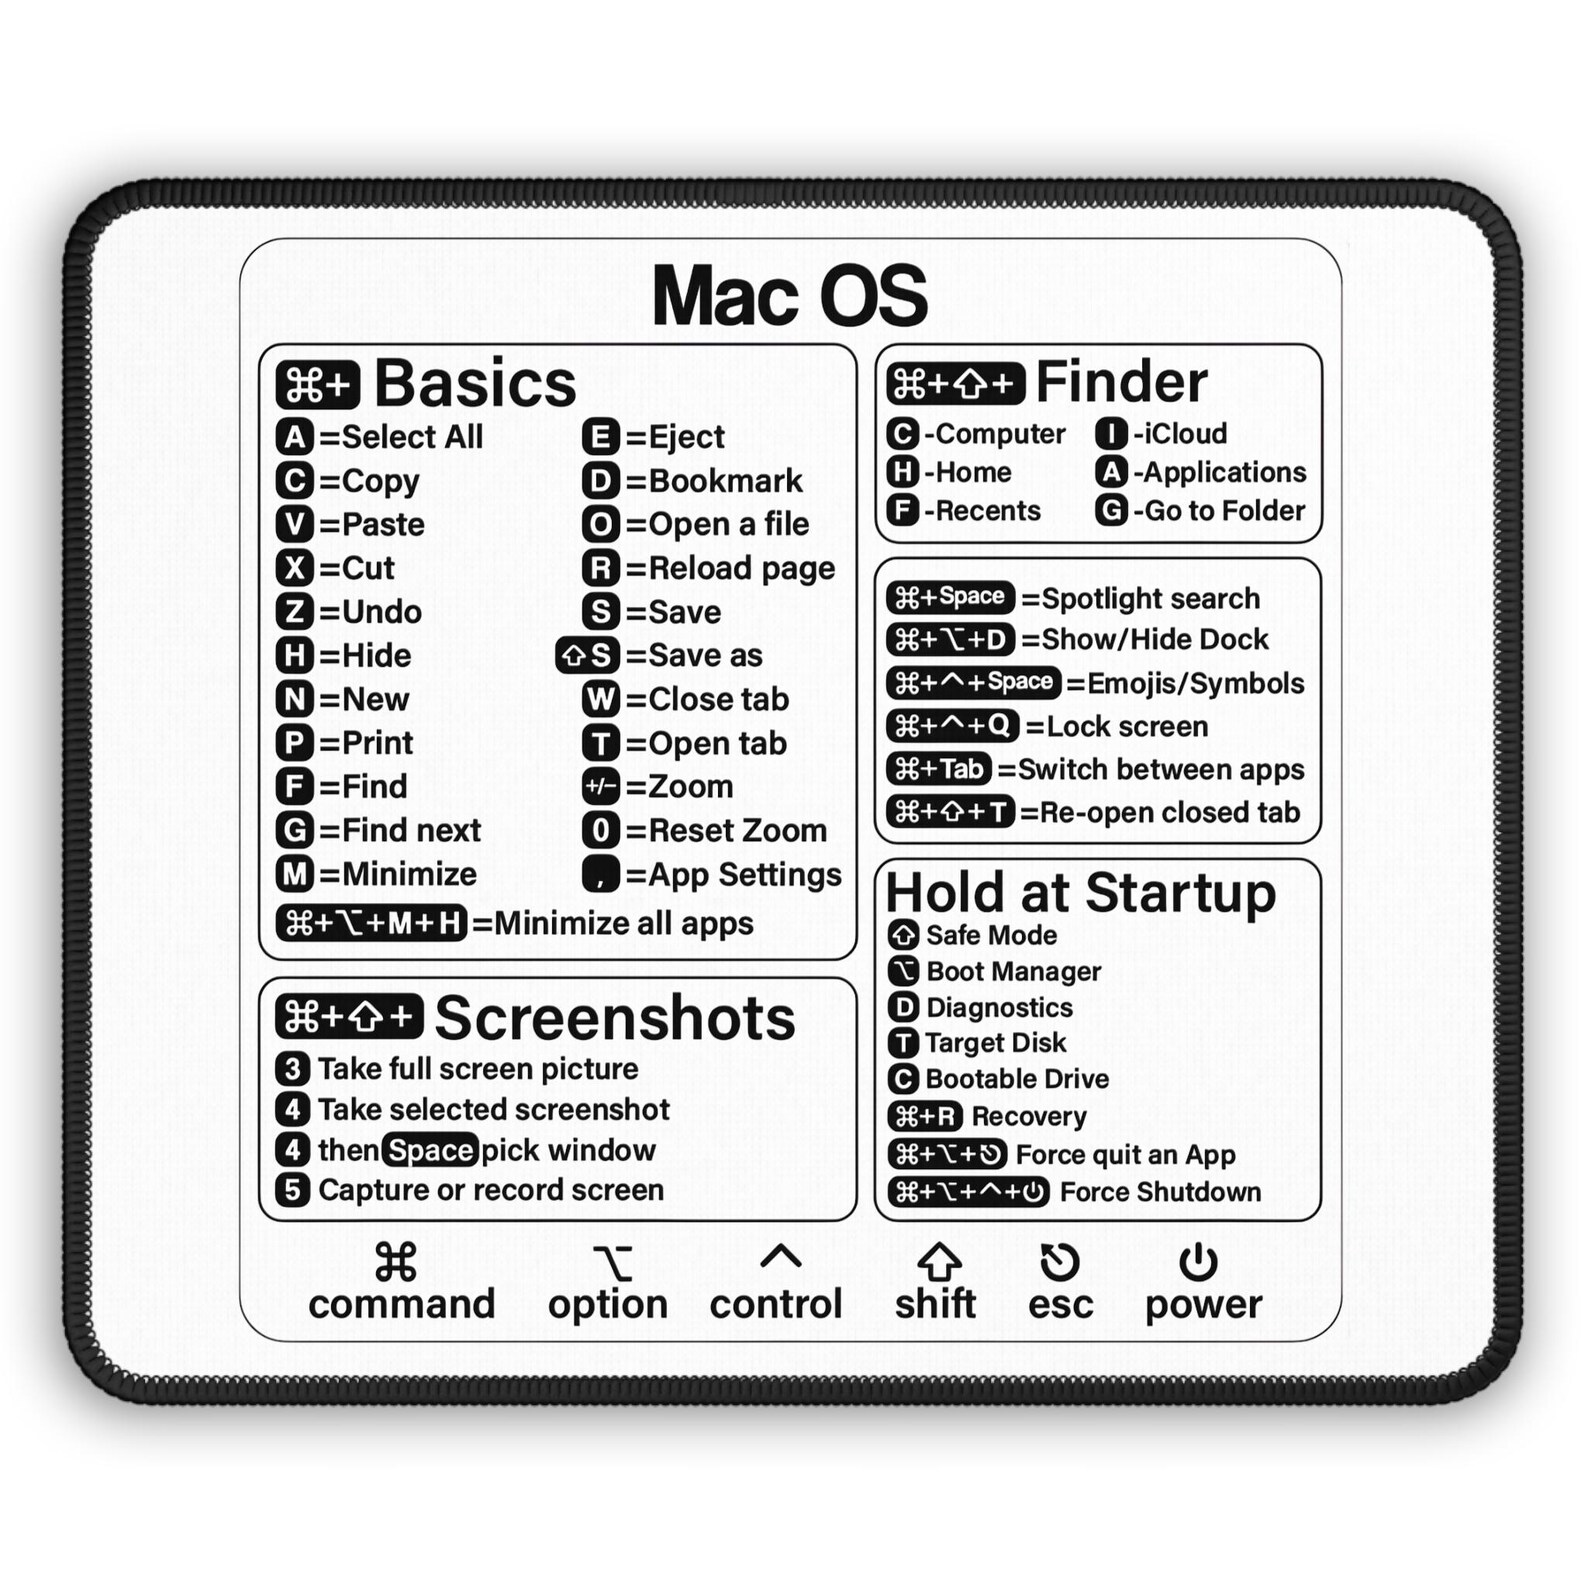 Mac OS
⌘+ Basics
A =Select All
C =Copy
V =Paste
X =Cut
Z =Undo
H =Hide
N =New
P =Print
F =Find
G =Find next
M =Minimize
E =Eject
D =Bookmark
O =Open a file
R =Reload page
S =Save
⇧ S =Save as
W =Close tab
T =Open tab
+/− =Zoom
0 =Reset Zoom
, =App Settings
⌘+⌥+M+H =Minimize all apps
⌘+⇧+ Screenshots
3 Take full screen picture
4 Take selected screenshot
4 then Space pick window
5 Capture or record screen
⌘+⇧+ Finder
C -Computer
H -Home
F -Recents
I -iCloud
A -Applications
G -Go to Folder
⌘+Space =Spotlight search
⌘+⌥+D =Show/Hide Dock
⌘+^+Space =Emojis/Symbols
⌘+^+Q =Lock screen
⌘+Tab =Switch between apps
⌘+⇧+T =Re-open closed tab
Hold at Startup
⇧ Safe Mode
⌥ Boot Manager
D Diagnostics
T Target Disk
C Bootable Drive
⌘+R Recovery
⌘+⌥+⎋ Force quit an App
⌘+⌥+^+⏻ Force Shutdown
⌘ ⌥ ^ ⇧ ⎋ ⏻
command option control shift esc power